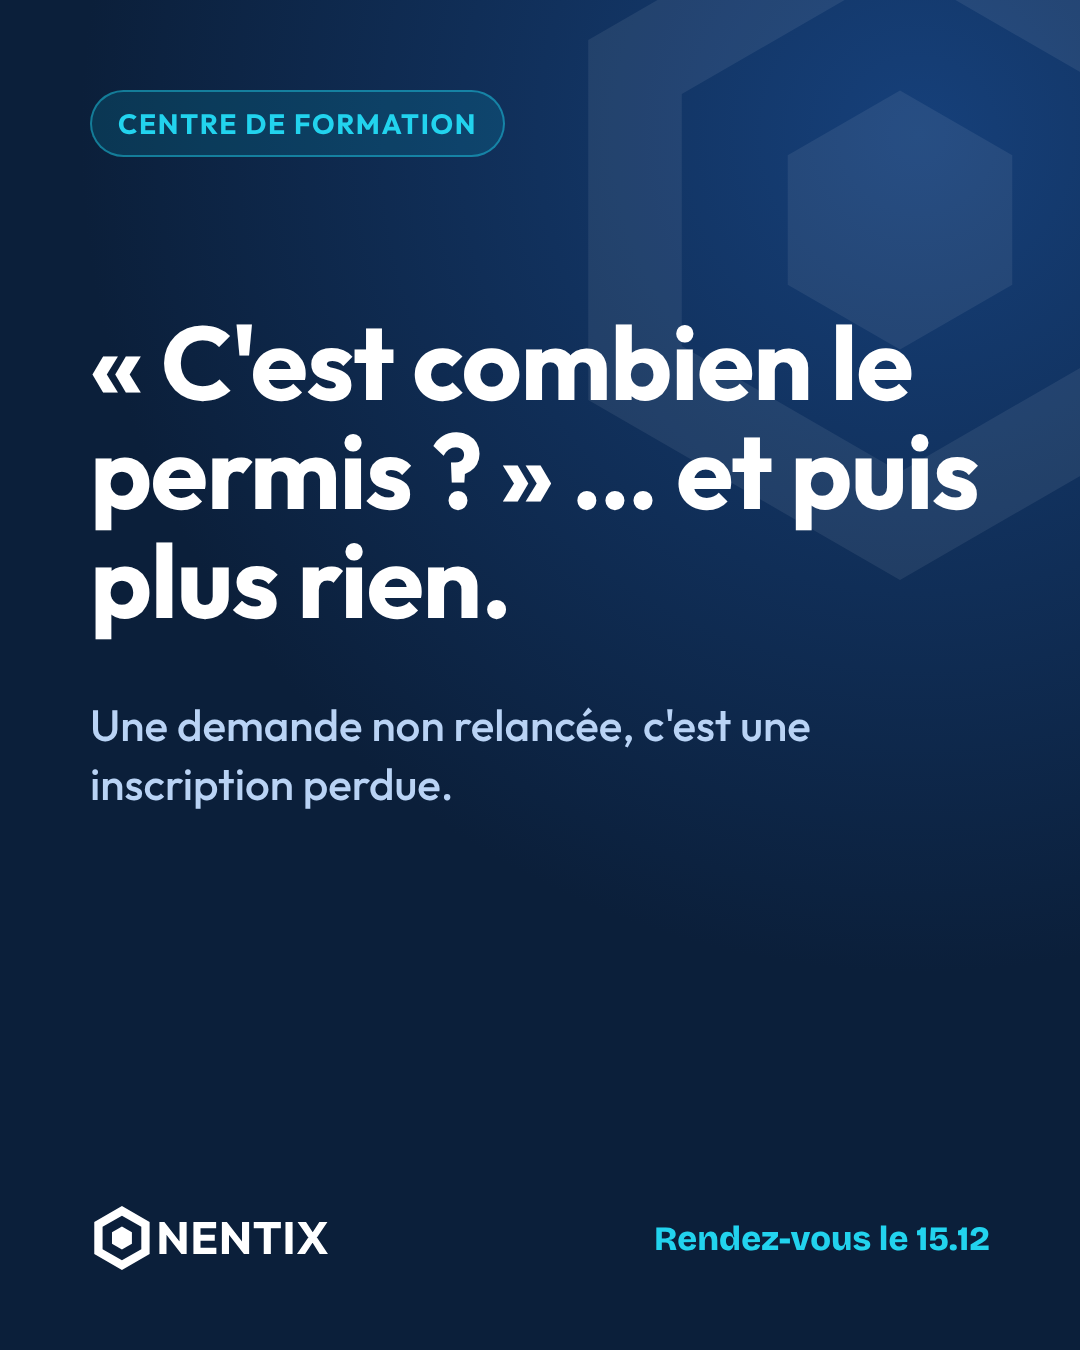 CENTRE DE FORMATION
« C'est combien le
permis ? » ... et puis
plus rien.
Une demande non relancée, c'est une
inscription perdue.
NENTIX
Rendez-vous le 15.12